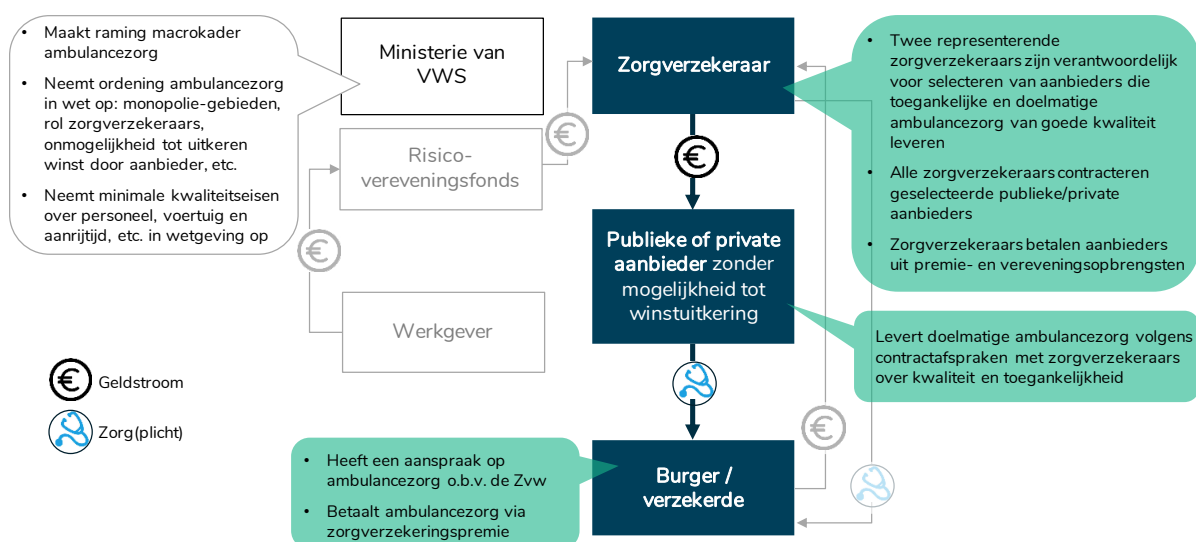 • Maakt raming macrokader
ambulancezorg
• Neemt ordening ambulancezorg
in wet op: monopolie-gebieden,
rol zorgverzekeraars,
onmogelijkheid tot uitkeren
winst door aanbieder, etc.
• Neemt minimale kwaliteitseisen
over personeel, voertuig en
aanrijtijd, etc. in wetgeving op
Ministerie van
VWS
Zorgverzekeraar
• Twee representerende
zorgverzekeraars zijn verantwoordelijk
voor selecteren van aanbieders die
toegankelijke en doelmatige
ambulancezorg van goede kwaliteit
leveren
• Alle zorgverzekeraars contracteren
geselecteerde publieke/private
aanbieders
• Zorgverzekeraars betalen aanbieders
uit premie- en vereveningsopbrengsten
€
€
Risico-
vereveningsfonds
€
Publieke of private
aanbieder zonder
mogelijkheid tot
winstuitkering
Werkgever
Levert doelmatige ambulancezorg volgens
contractafspraken met zorgverzekeraars
over kwaliteit en toegankelijkheid
€ Geldstroom
Zorg(plicht)
€
• Heeft een aanspraak op
ambulancezorg o.b.v. de Zvw
• Betaalt ambulancezorg via
zorgverzekeringspremie
Burger /
verzekerde